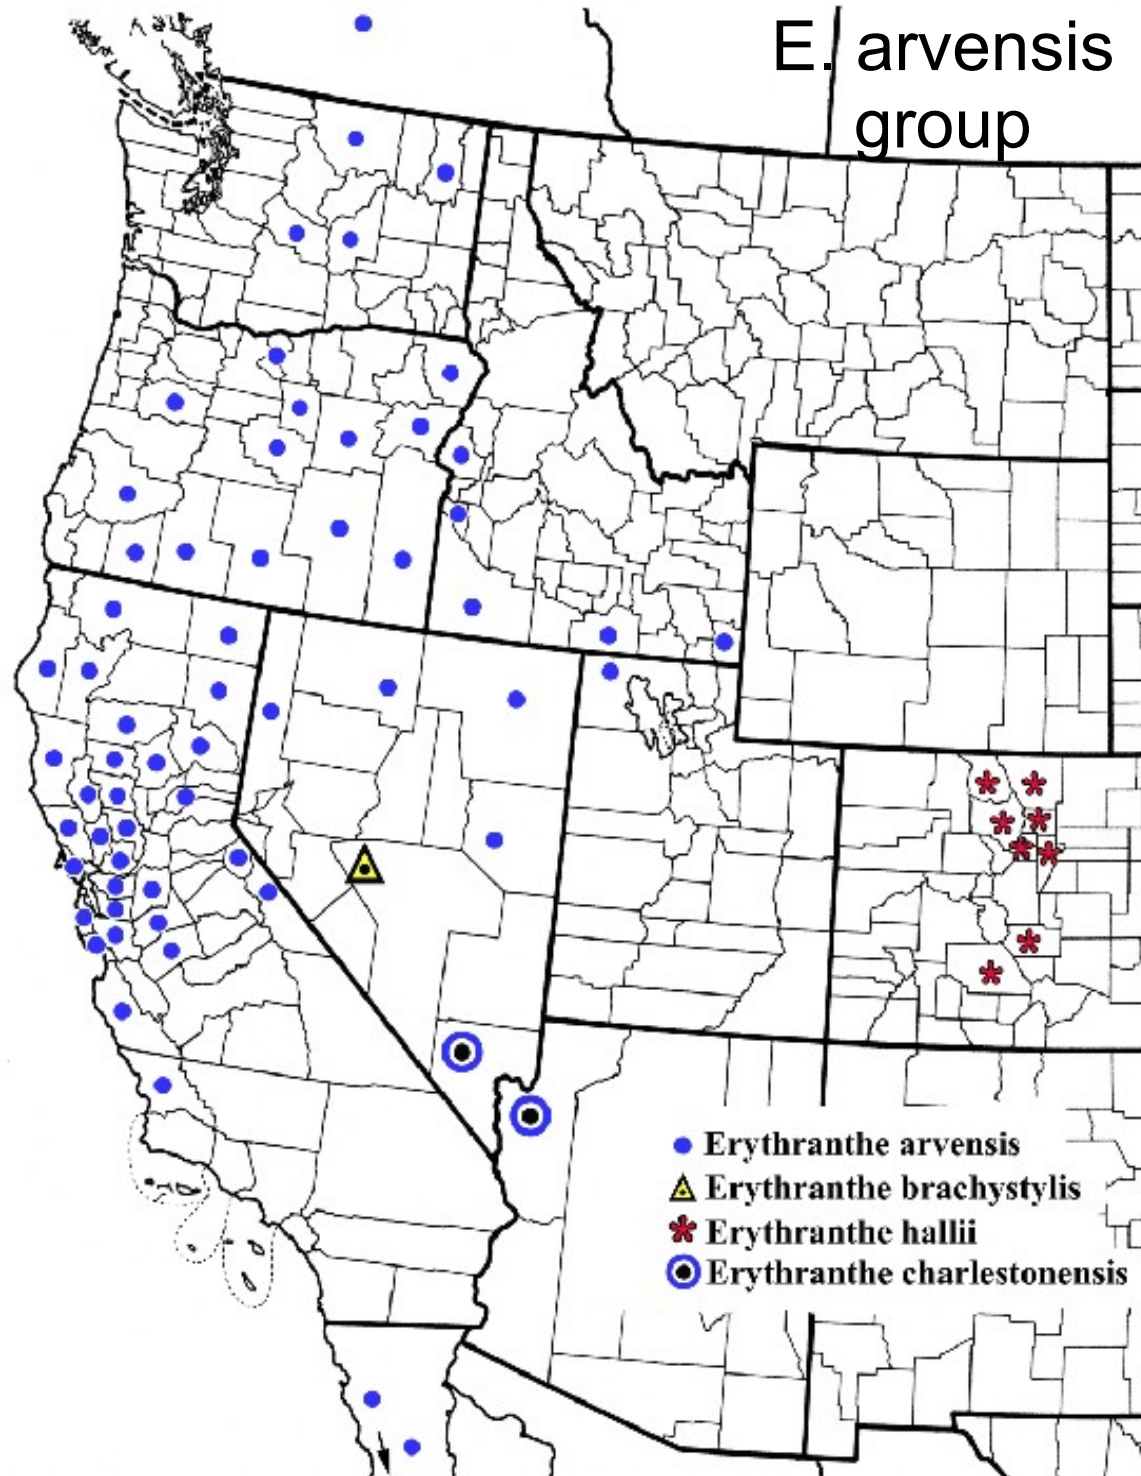 E. arvensis
group
Erythranthe arvensis
Erythranthe brachystylis
Erythranthe hallii
Erythranthe charlestonensis